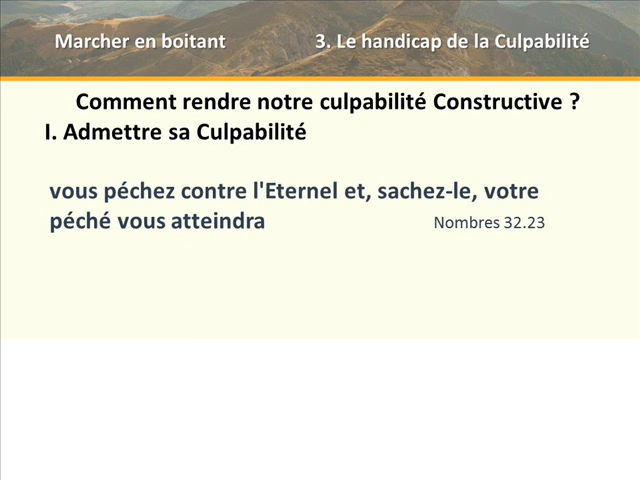 Marcher en boitant 3. Le handicap de la Culpabilité
Comment rendre notre culpabilité Constructive ?
I. Admettre sa Culpabilité
vous péchez contre l'Eternel et, sachez-le, votre
péché vous atteindra Nombres 32.23